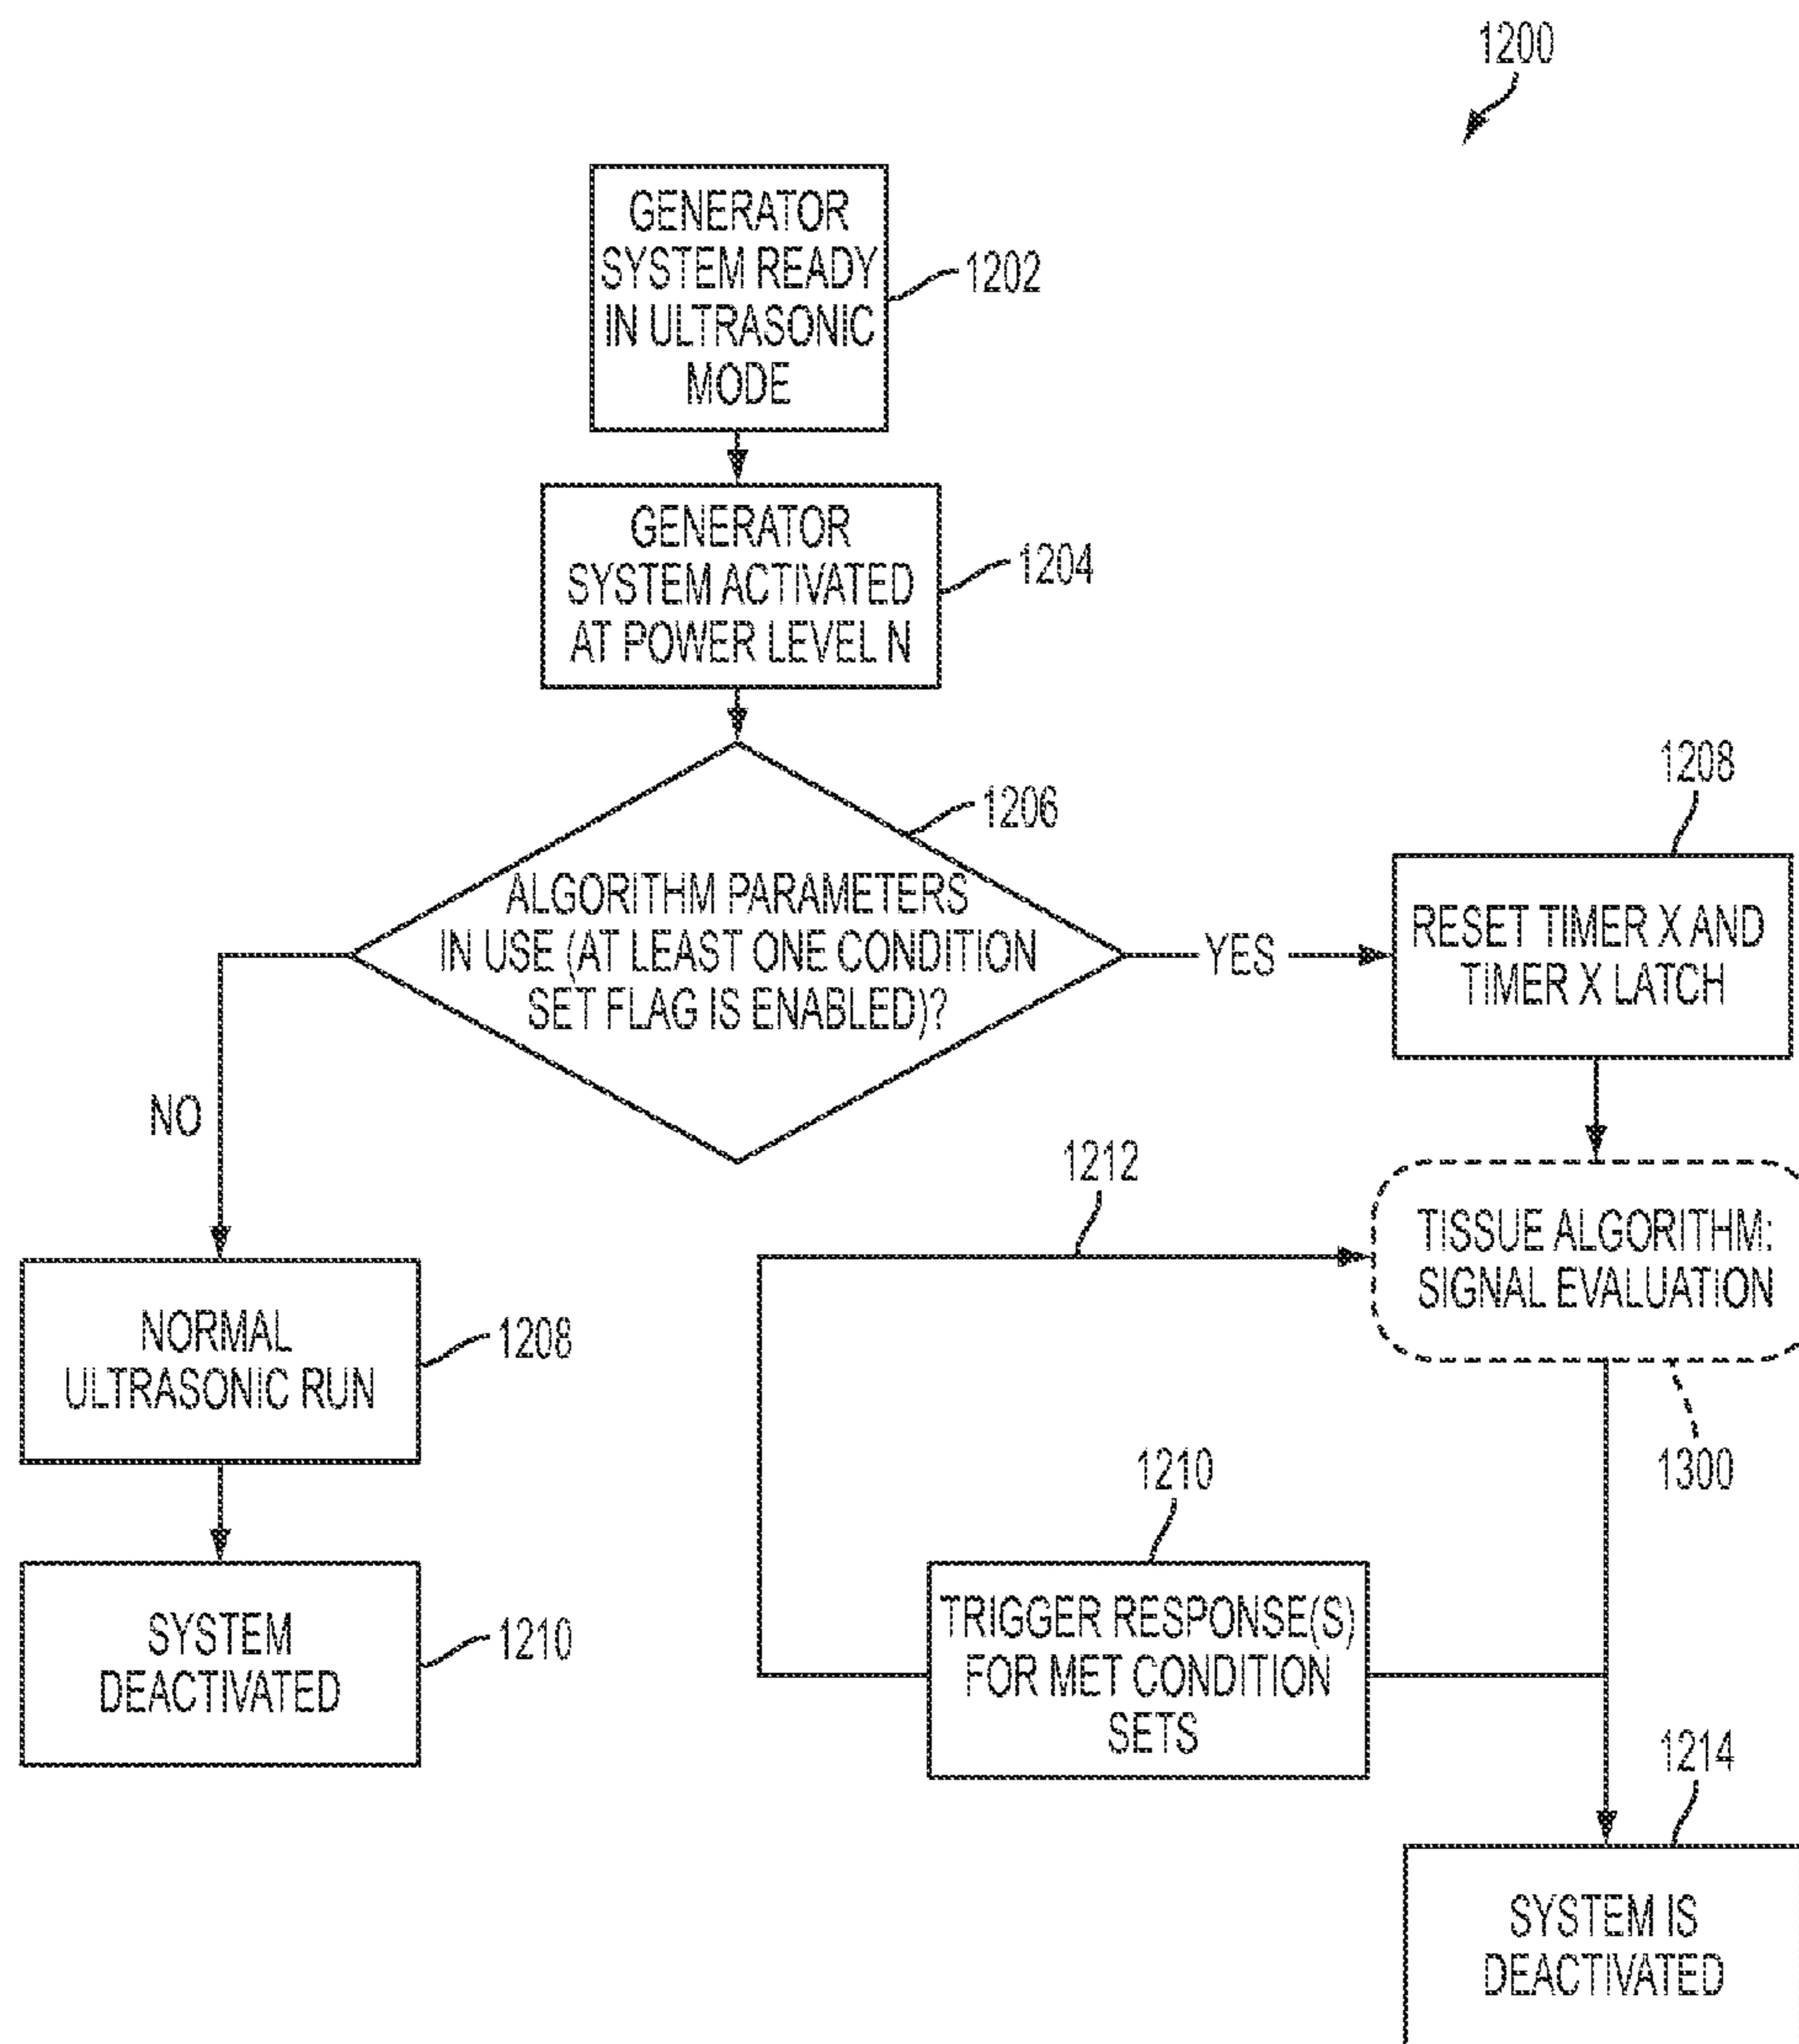 1200
GENERATOR
SYSTEM READY
IN ULTRASONIC
MODE
1202
GENERATOR
SYSTEM ACTIVATED
AT POWER LEVEL N
1204
1206
ALGORITHM PARAMETERS
IN USE (AT LEAST ONE CONDITION
SET FLAG IS ENABLED)?
YES
1208
RESET TIMER X AND
TIMER X LATCH
NO
1212
TISSUE ALGORITHM:
SIGNAL EVALUATION
1300
NORMAL
ULTRASONIC RUN
1208
1210
TRIGGER RESPONSE(S)
FOR MET CONDITION
SETS
SYSTEM
DEACTIVATED
1210
1214
SYSTEM IS
DEACTIVATED